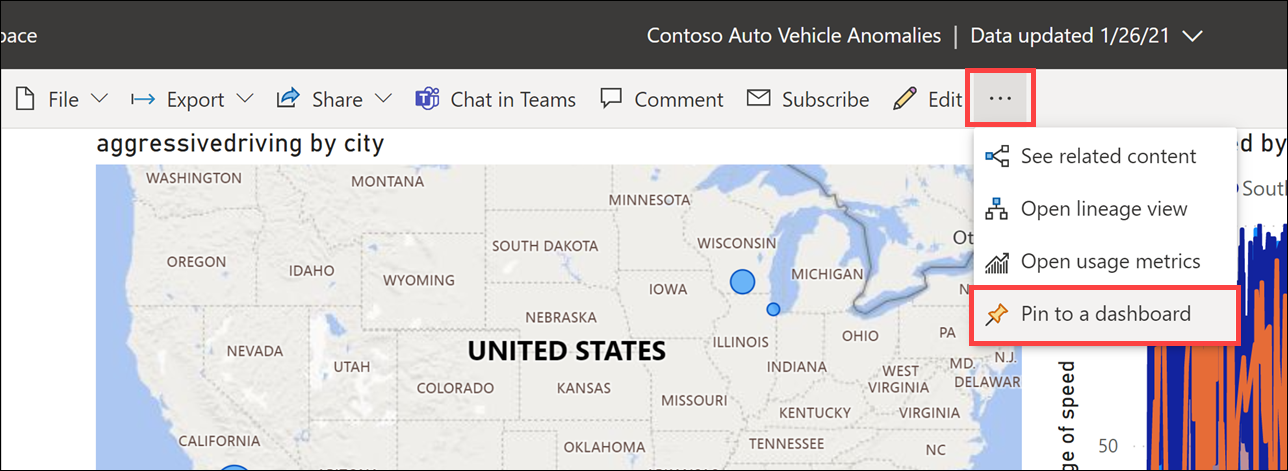 pace
Contoso Auto Vehicle Anomalies | Data updated 1/26/21
File
Export
Share
Chat in Teams
Comment
Subscribe
Edit
...
aggressivedriving by city
See related content
Open lineage view
Open usage metrics
Pin to a dashboard
WASHINGTON
MONTANA
MINNESOTA
OREGON
IDAHO
SOUTH DAKOTA
WISCONSIN
WYOMING
MICHIGAN
IOWA
NEBRASKA
ILLINOIS
OHIO
PA
N.J.
NEVADA
UTAH
UNITED STATES
INDIANA
MD.
COLORADO
KANSAS
MISSOURI
WEST
VIRGINIA
DELAWARE
KENTUCKY
VIRGINIA
CALIFORNIA
OKLAHOMA
TENNESSEE
NC
Ot
N
ed by
South
ge of speed
50